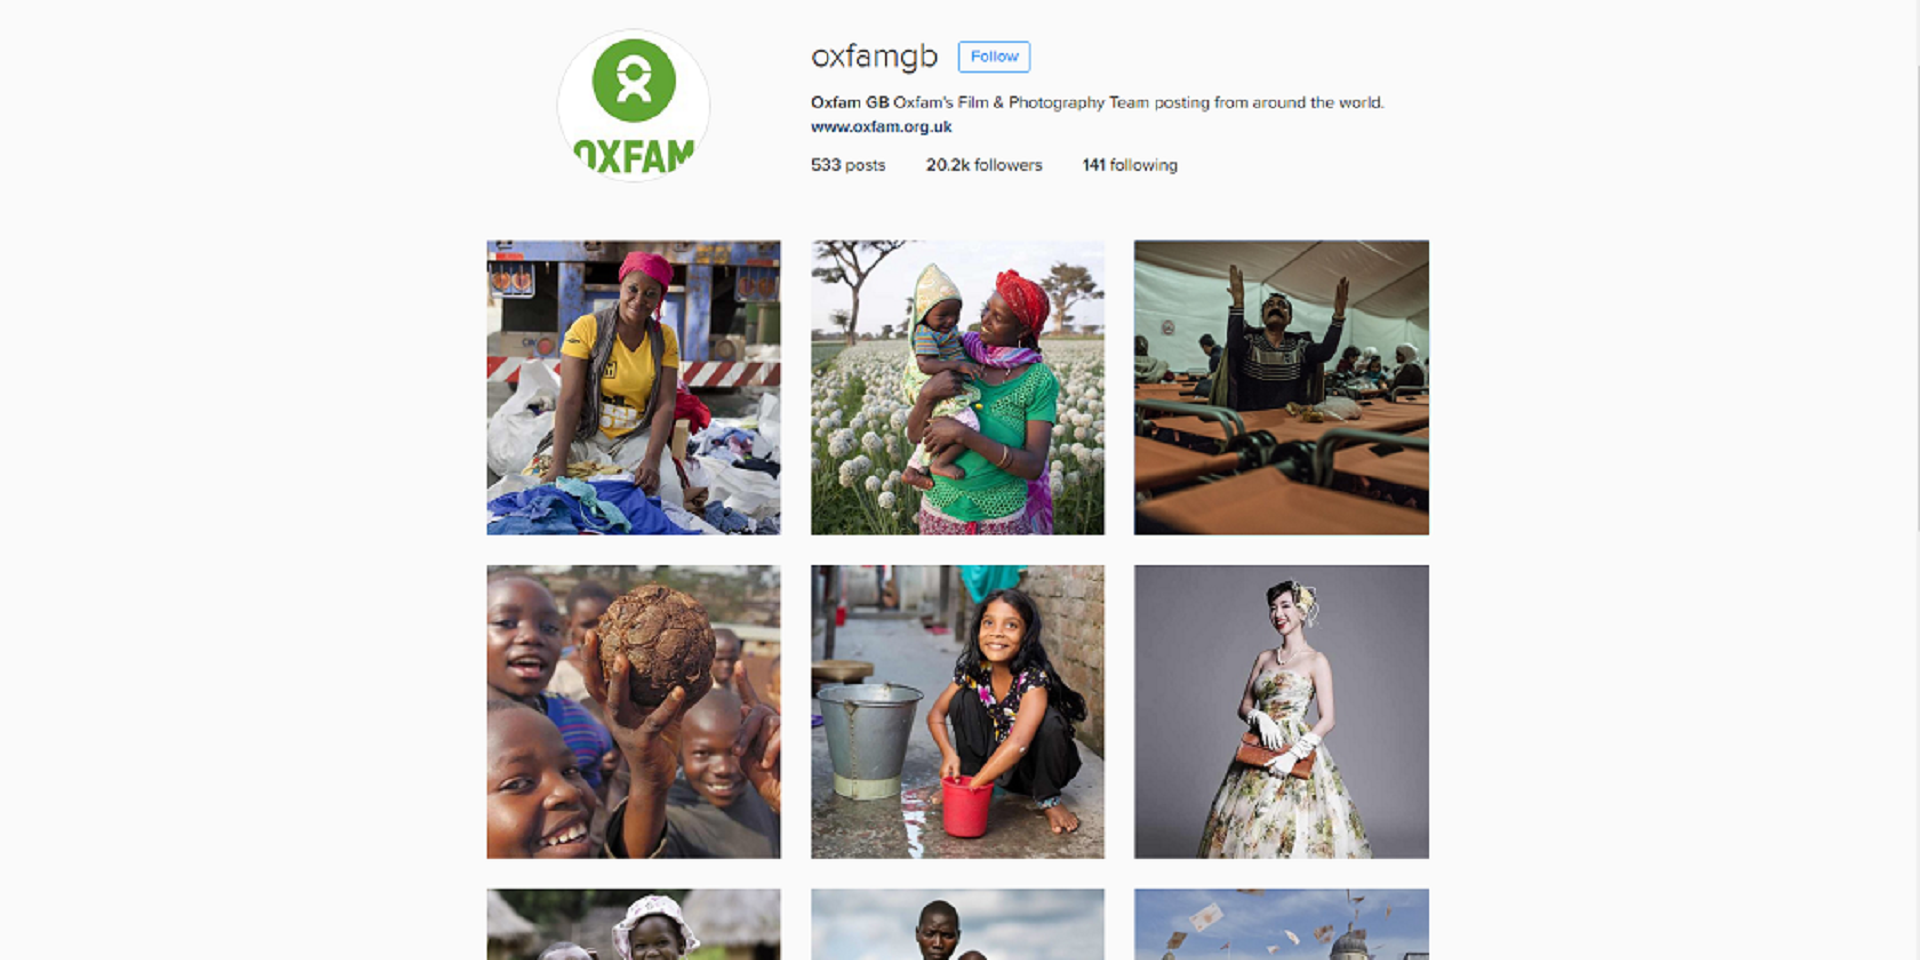 OXFAM
oxfamgb Follow
Oxfam GB Oxfam's Film & Photography Team posting from around the world.
www.oxfam.org.uk
533 posts 20.2k followers 141 following